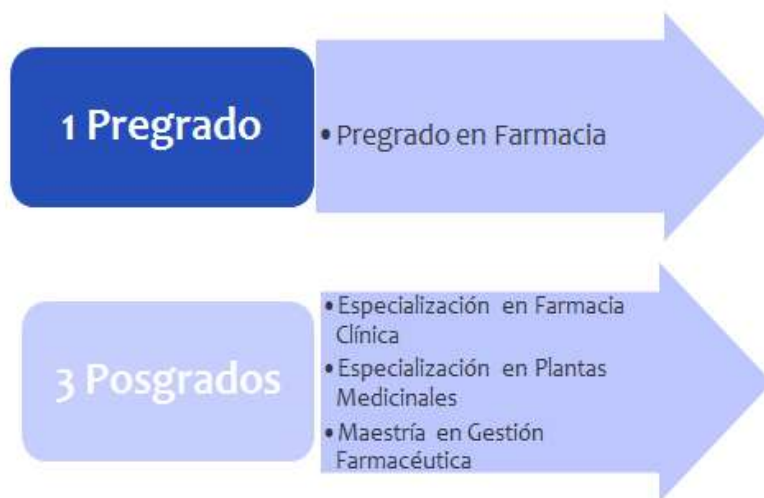 1 Pregrado
• Pregrado en Farmacia
3 Posgrados
• Especialización en Farmacia
Clínica
• Especialización en Plantas
Medicinales
• Maestría en Gestión
Farmacéutica